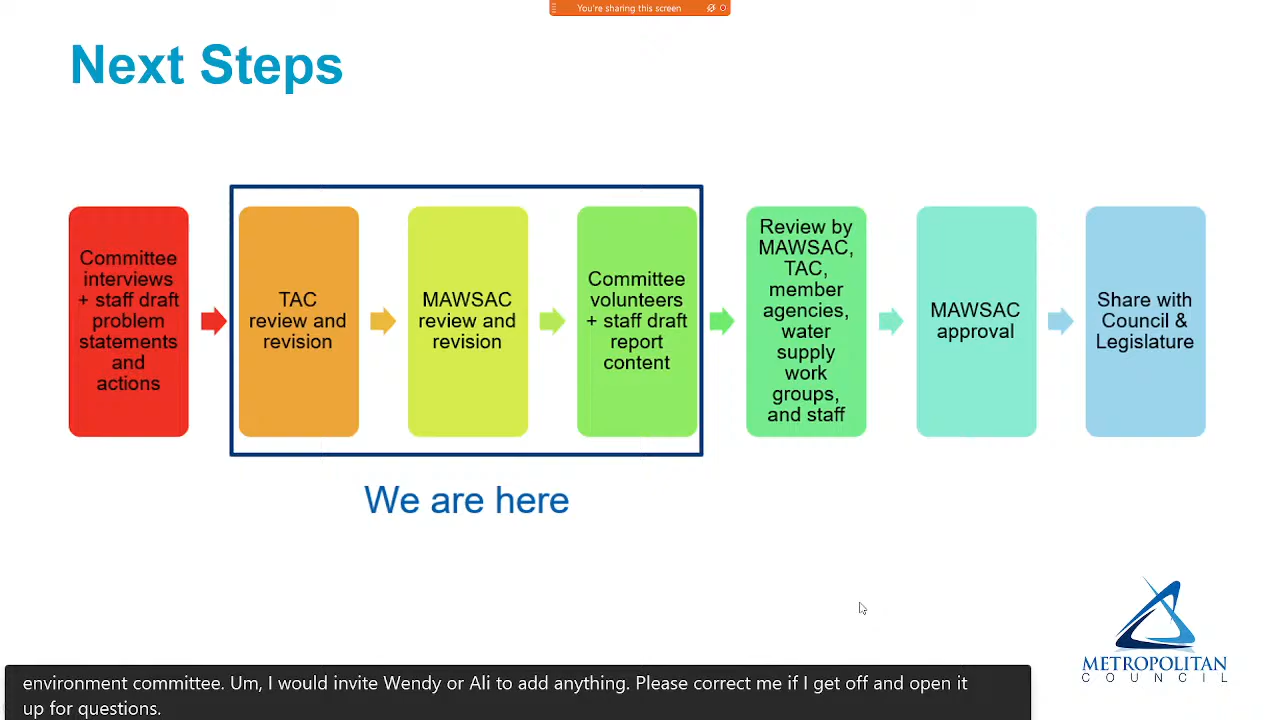 You're sharing this screen
Next Steps
Committee
interviews
+ staff draft
problem
statements
and
actions
TAC
review and
revision
MAWSAC
review and
revision
Committee
volunteers
+ staff draft
report
content
Review by
MAWSAC,
TAC,
member
agencies,
water
supply
work
groups,
and staff
MAWSAC
approval
Share with
Council &
Legislature
We are here
METROPOLITAN
COUNCIL
environment committee. Um, I would invite Wendy or Ali to add anything. Please correct me if I get off and open it
up for questions.